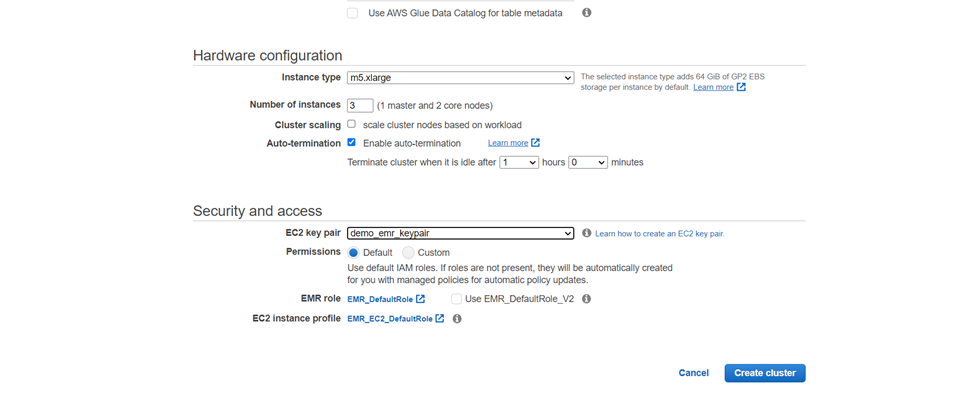 Use AWS Glue Data Catalog for table metadata
Hardware configuration
Instance type m5.xlarge The selected instance type adds 64 GiB of GP2 EBS
storage per instance by default. Learn more
Number of instances 3 (1 master and 2 core nodes)
Cluster scaling scale cluster nodes based on workload
Auto-termination Enable auto-termination Learn more
Terminate cluster when it is idle after 1 hours 0 minutes
Security and access
EC2 key pair demo_emr_keypair Learn how to create an EC2 key pair.
Permissions Default Custom
Use default IAM roles. If roles are not present, they will be automatically created
for you with managed policies for automatic policy updates.
EMR role EMR_DefaultRole Use EMR_DefaultRole_V2
EC2 instance profile EMR_EC2_DefaultRole
Cancel Create cluster